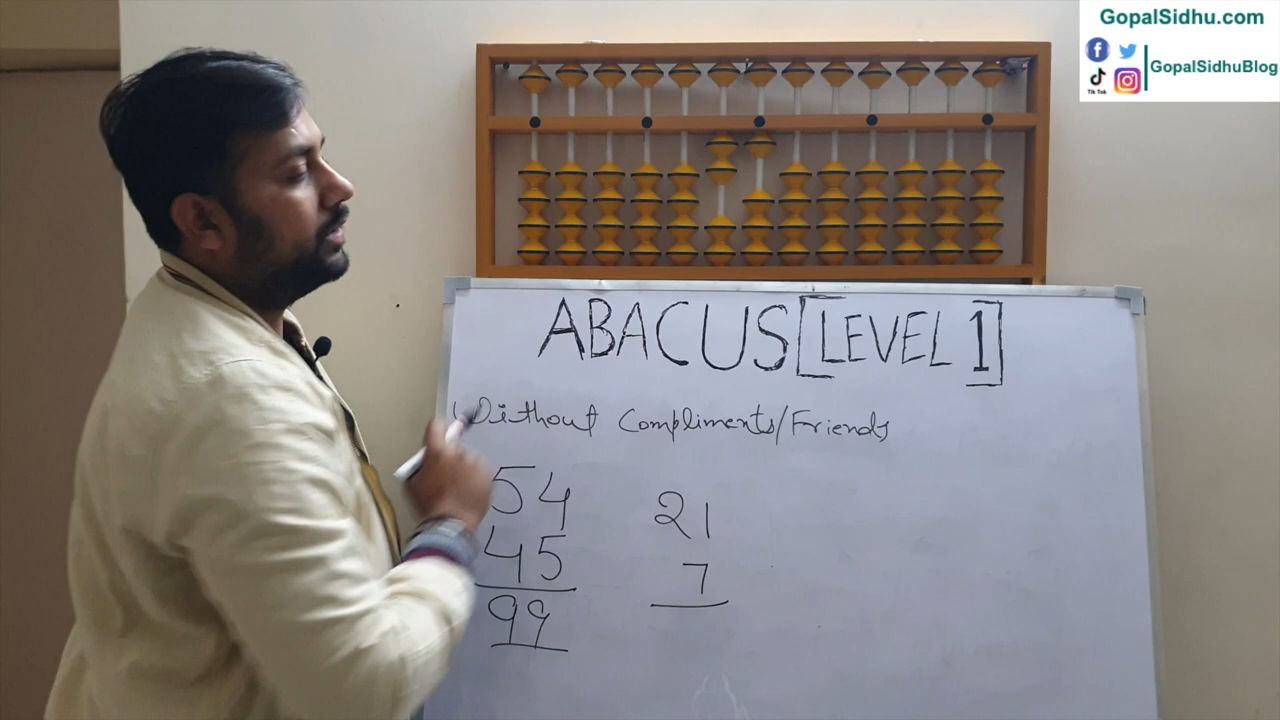 GopalSidhu.com
GopalSidhuBlog
Tik Tok
ABACUS [LEVEL 1]
Without Compliments/Friends
54
45
99
21
7